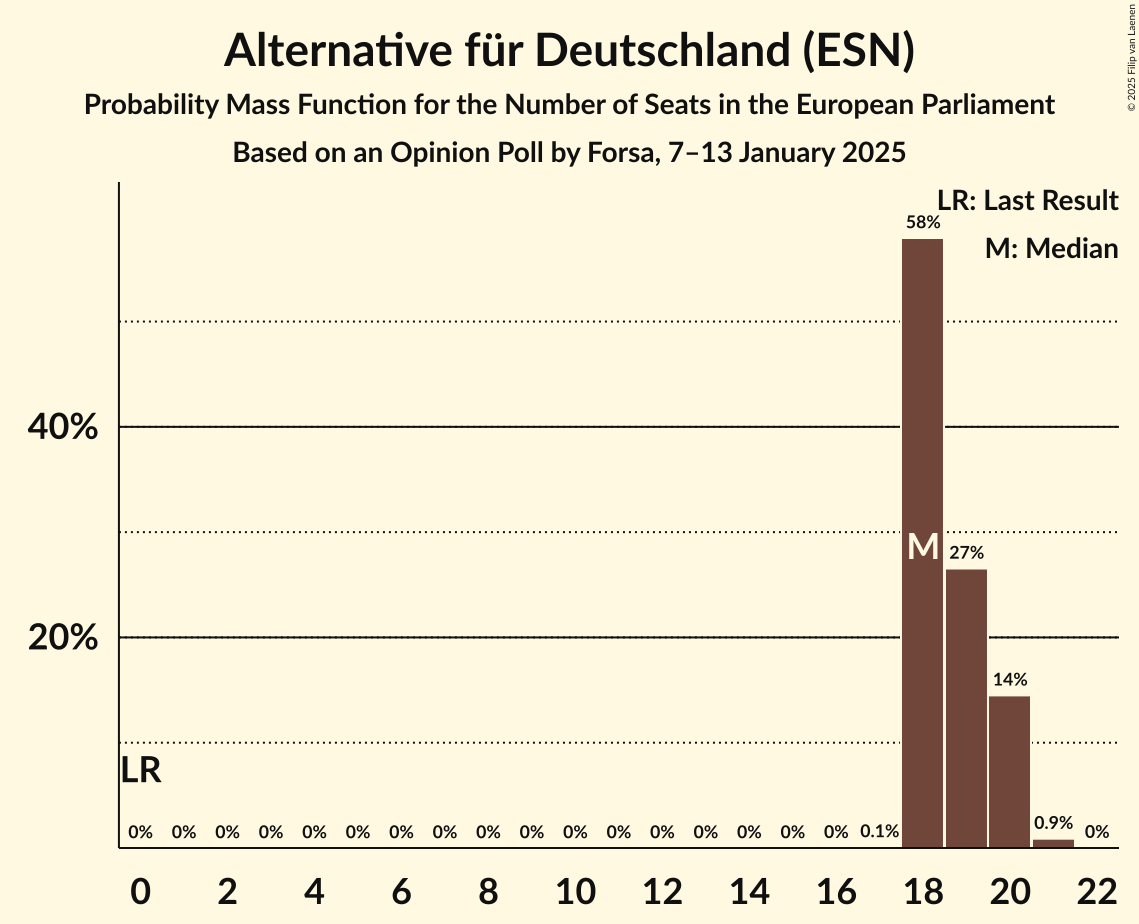 Alternative für Deutschland (ESN)
Probability Mass Function for the Number of Seats in the European Parliament
Based on an Opinion Poll by Forsa, 7–13 January 2025
© 2025 Filip van Laenen
LR: Last Result
M: Median
58%
40%
M
27%
20%
14%
LR
0% 0% 0% 0% 0% 0% 0% 0% 0% 0% 0% 0% 0% 0% 0% 0% 0% 0.1% 0.9% 0%
0 2 4 6 8 10 12 14 16 18 20 22